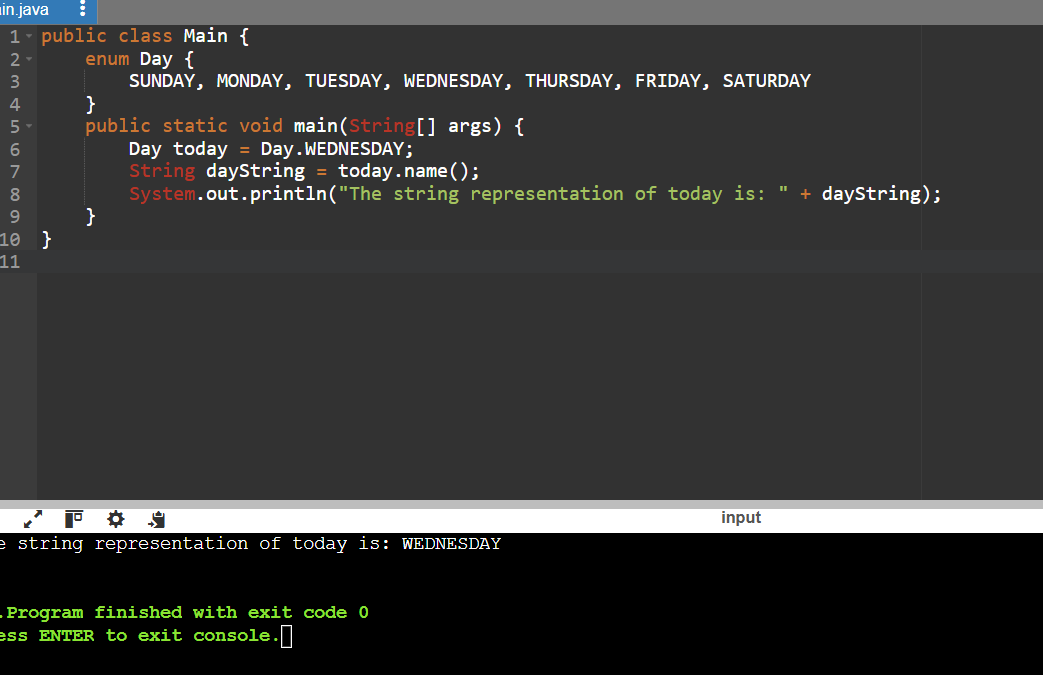 in.java
1 public class Main {
2 enum Day {
3 SUNDAY, MONDAY, TUESDAY, WEDNESDAY, THURSDAY, FRIDAY, SATURDAY
4 }
5 public static void main(String[] args) {
6 Day today = Day.WEDNESDAY;
7 String dayString = today.name();
8 System.out.println("The string representation of today is: " + dayString);
9 }
10 }
11
input
e string representation of today is: WEDNESDAY
.Program finished with exit code 0
ess ENTER to exit console.